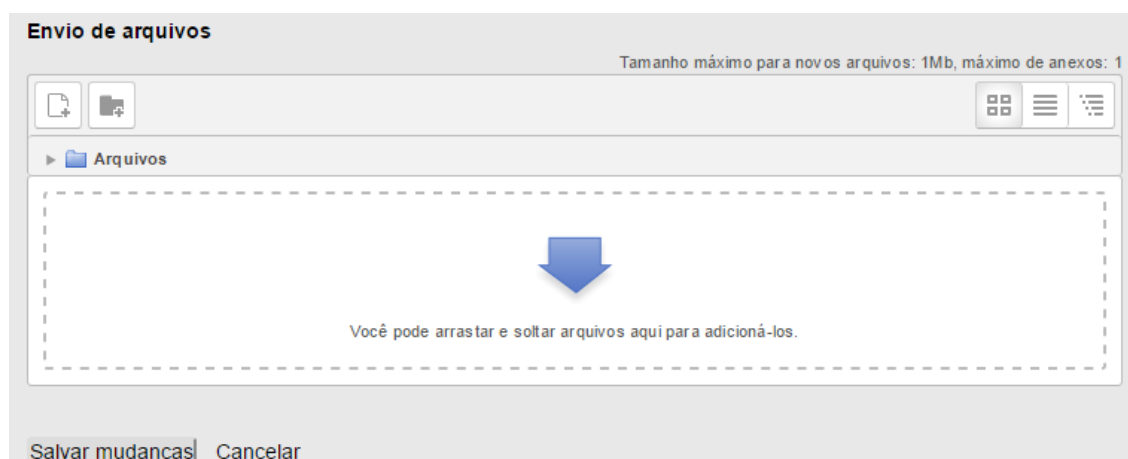 Envio de arquivos
Tamanho máximo para novos arquivos: 1Mb, máximo de anexos: 1
Arquivos
Você pode arrastar e soltar arquivos aqui para adicioná-los.
Salvar mudanças Cancelar